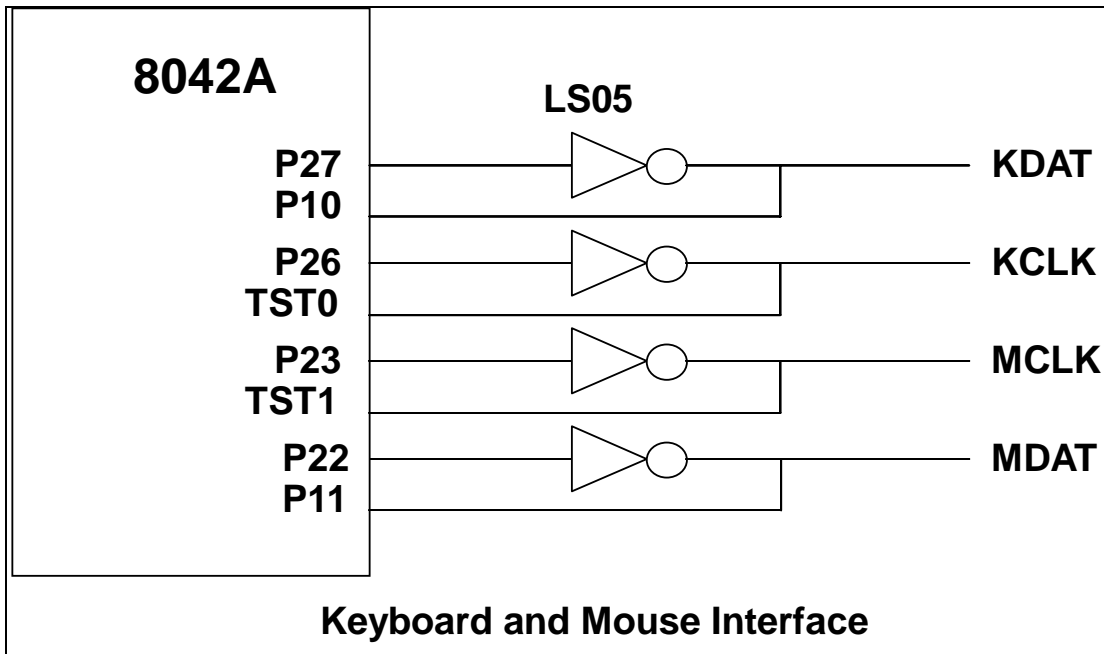 8042A
LS05
P27 KDAT
P10
P26 KCLK
TST0
P23 MCLK
TST1
P22 MDAT
P11
Keyboard and Mouse Interface